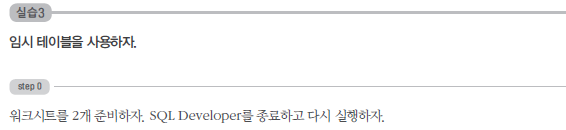 실습3
임시 테이블을 사용하자.
step 0
워크시트를 2개 준비하자. SQL Developer를 종료하고 다시 실행하자.